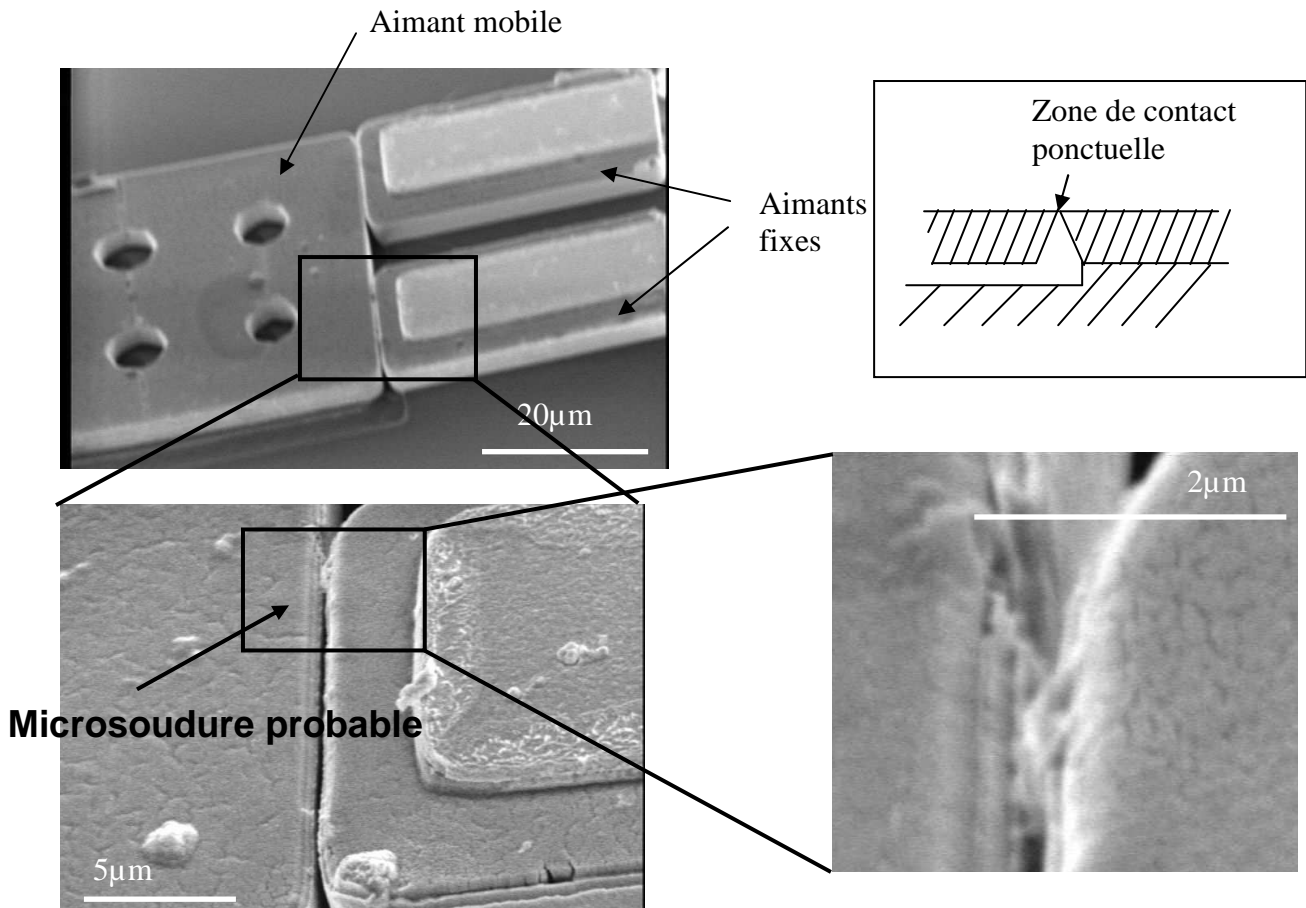 Aimant mobile
Zone de contact
ponctuelle
Aimants
fixes
20µm
2µm
Microsoudure probable
5µm